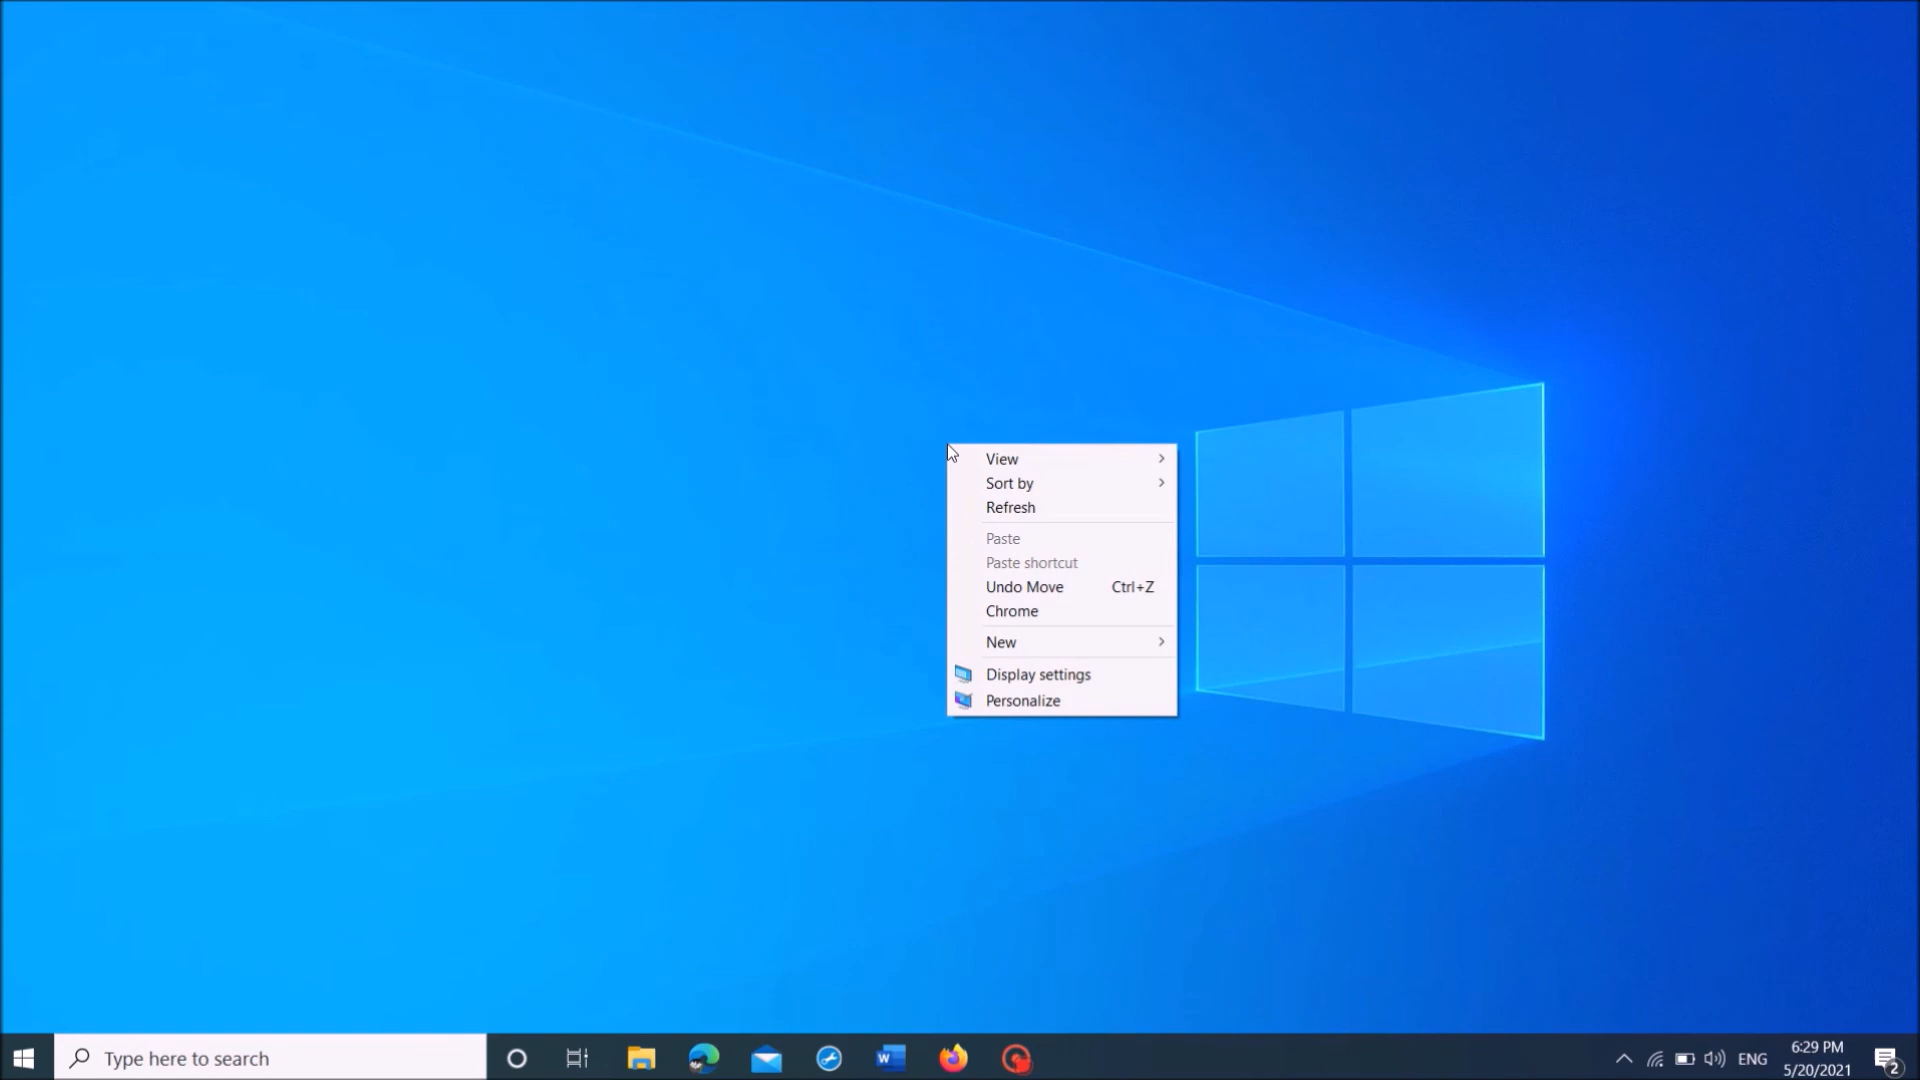 View
Sort by
Refresh
Paste
Paste shortcut
Undo Move Ctrl+Z
Chrome
New
Display settings
Personalize
Type here to search
W
ENG
6:29 PM
5/20/2021
2